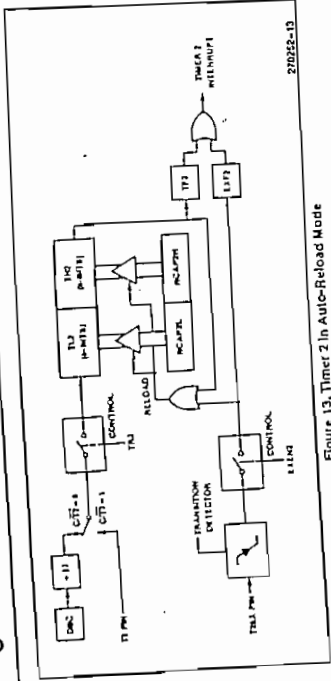 OSC
÷ 12
C/T2 = 0
C/T2 = 1
T2 PIN
CONTROL
TR2
TL2
(8-BITS)
TH2
(8-BITS)
RELOAD
RCAP2L
RCAP2H
TRANSITION
DETECTOR
T2EX PIN
CONTROL
EXEN2
TF2
EXF2
TIMER 2
INTERRUPT
270252-13
Figure 13. Timer 2 in Auto-Reload Mode